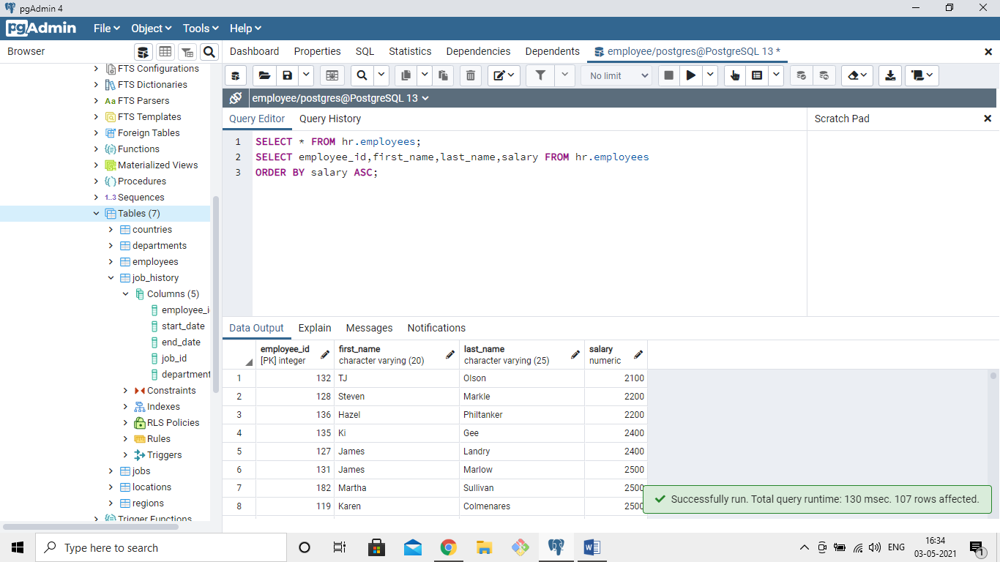 pgAdmin 4
pgAdmin File Object Tools Help
Browser
Dashboard Properties SQL Statistics Dependencies Dependents employee/postgres@PostgreSQL 13 *
No limit
employee/postgres@PostgreSQL 13
Query Editor Query History
Scratch Pad
1 SELECT * FROM hr.employees;
2 SELECT employee_id,first_name,last_name,salary FROM hr.employees
3 ORDER BY salary ASC;
FTS Configurations
FTS Dictionaries
Aa FTS Parsers
FTS Templates
Foreign Tables
Functions
Materialized Views
Procedures
1..3 Sequences
Tables (7)
countries
departments
employees
job_history
Columns (5)
employee_i
start_date
end_date
job_id
department
Constraints
Indexes
RLS Policies
Rules
Triggers
jobs
locations
regions
Trigger Functions
Data Output Explain Messages Notifications
employee_id first_name last_name salary
[PK] integer character varying (20) character varying (25) numeric
1 132 TJ Olson 2100
2 128 Steven Markle 2200
3 136 Hazel Philtanker 2200
4 135 Ki Gee 2400
5 127 James Landry 2400
6 131 James Marlow 2500
7 182 Martha Sullivan 2500
8 119 Karen Colmenares 2500
Successfully run. Total query runtime: 130 msec. 107 rows affected.
Type here to search
ENG
16:34
03-05-2021
1